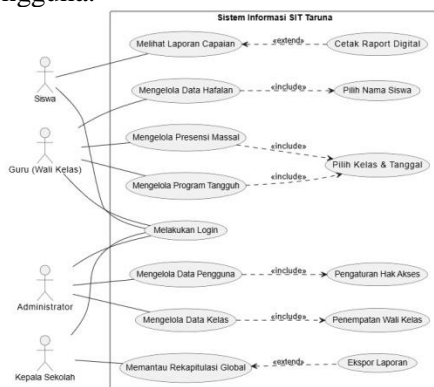 ngguna.
Sistem Informasi SIT Taruna
Melihat Laporan Capaian
«extend»
Cetak Raport Digital
Siswa
Mengelola Data Hafalan
«include»
Pilih Nama Siswa
Guru (Wali Kelas)
Mengelola Presensi Massal
«include»
Pilih Kelas & Tanggal
Mengelola Program Tangguh
«include»
Melakukan Login
Administrator
Mengelola Data Pengguna
«include»
Pengaturan Hak Akses
Mengelola Data Kelas
«include»
Penempatan Wali Kelas
Kepala Sekolah
Memantau Rekapitulasi Global
«extend»
Ekspor Laporan